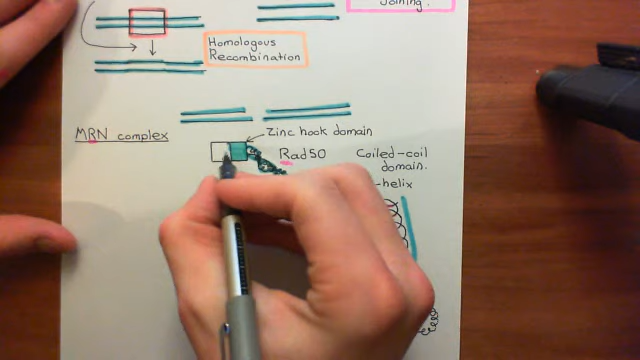 Joining.
Homologous
Recombination
MRN complex
Zinc hook domain
Rad50
Coiled-coil
domain.
-helix